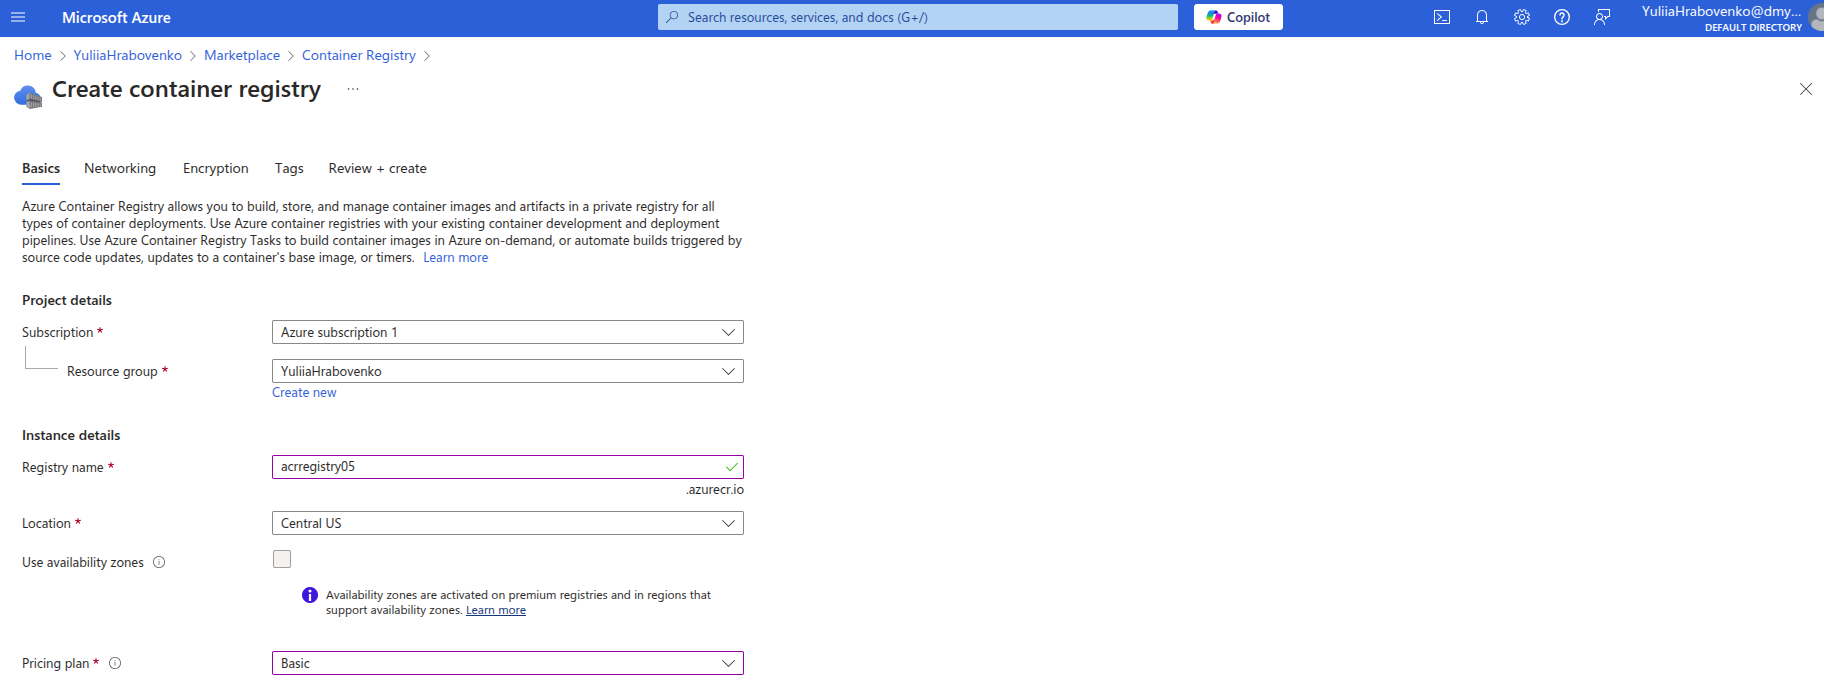 Microsoft Azure
Search resources, services, and docs (G+/)
Copilot
YuliiaHrabovenko@dmy...
DEFAULT DIRECTORY
Home > YuliiaHrabovenko > Marketplace > Container Registry >
Create container registry ...
Basics Networking Encryption Tags Review + create
Azure Container Registry allows you to build, store, and manage container images and artifacts in a private registry for all
types of container deployments. Use Azure container registries with your existing container development and deployment
pipelines. Use Azure Container Registry Tasks to build container images in Azure on-demand, or automate builds triggered by
source code updates, updates to a container's base image, or timers. Learn more
Project details
Subscription *
Azure subscription 1
Resource group *
YuliiaHrabovenko
Create new
Instance details
Registry name *
acrregistry05
.azurecr.io
Location *
Central US
Use availability zones
Availability zones are activated on premium registries and in regions that
support availability zones. Learn more
Pricing plan *
Basic